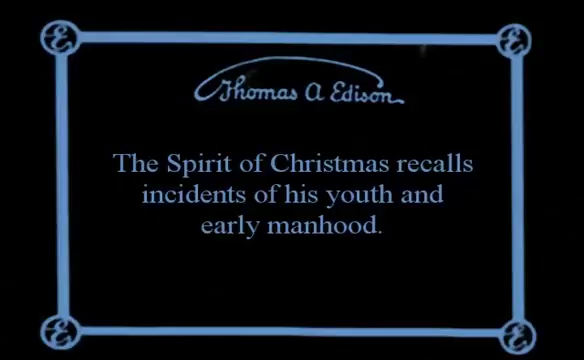 Thomas A Edison
The Spirit of Christmas recalls
incidents of his youth and
early manhood.